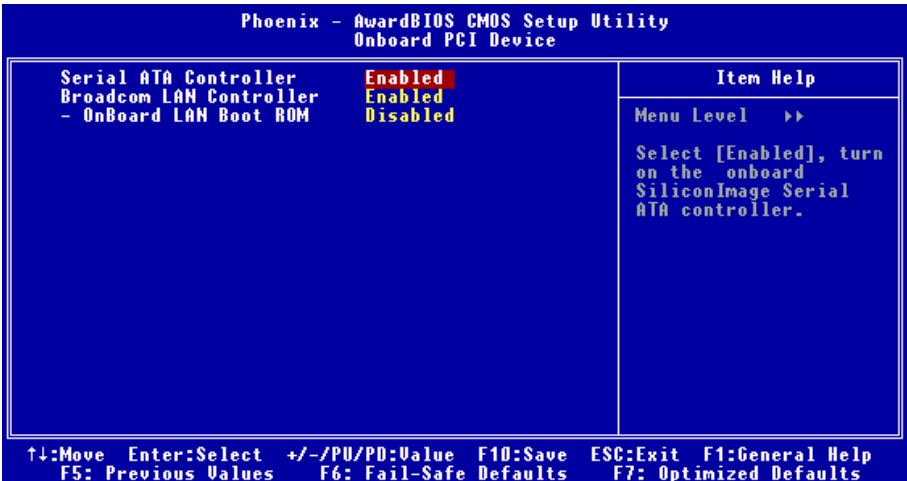 Phoenix - AwardBIOS CMOS Setup Utility
Onboard PCI Device
Serial ATA Controller Enabled
Broadcom LAN Controller Enabled
- OnBoard LAN Boot ROM Disabled
Item Help
Menu Level ▸▸
Select [Enabled], turn
on the onboard
SiliconImage Serial
ATA controller.
↑↓:Move Enter:Select +/-/PU/PD:Value F10:Save ESC:Exit F1:General Help
F5: Previous Values F6: Fail-Safe Defaults F7: Optimized Defaults